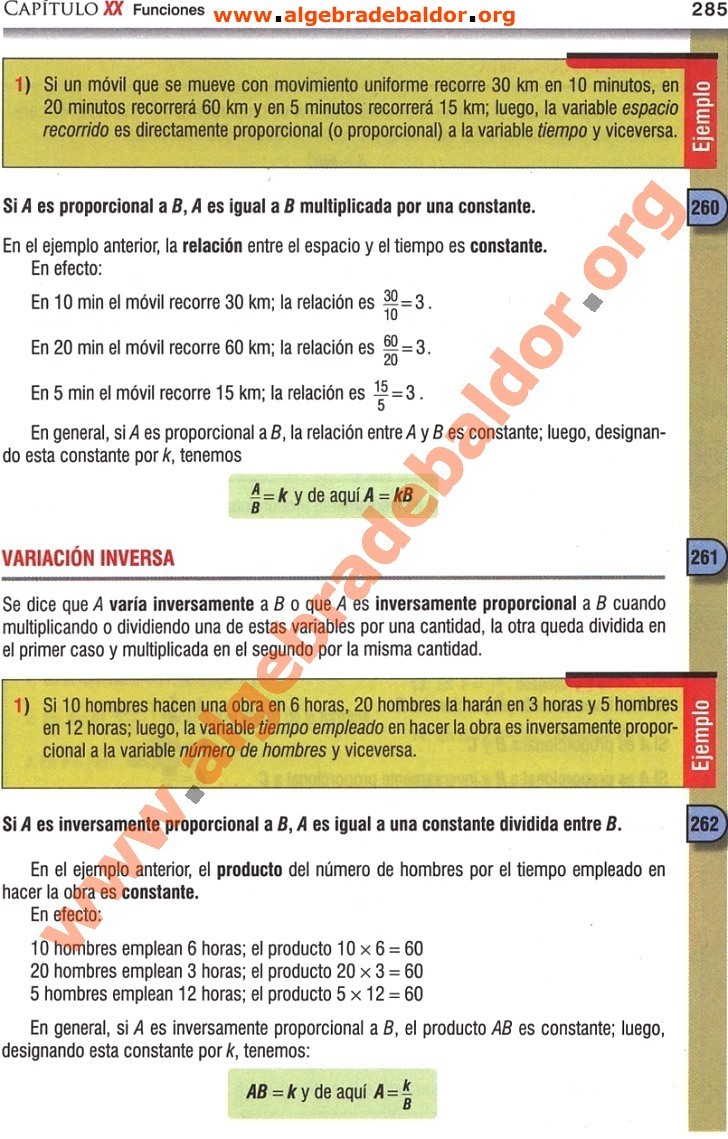 CAPÍTULO XX Funciones
www.algebradebaldor.org
285
1) Si un móvil que se mueve con movimiento uniforme recorre 30 km en 10 minutos, en
20 minutos recorrerá 60 km y en 5 minutos recorrerá 15 km; luego, la variable espacio
recorrido es directamente proporcional (o proporcional) a la variable tiempo y viceversa.
Ejemplo
Si A es proporcional a B, A es igual a B multiplicada por una constante.
260
En el ejemplo anterior, la relación entre el espacio y el tiempo es constante.
En efecto:
En 10 min el móvil recorre 30 km; la relación es 30/10 = 3.
En 20 min el móvil recorre 60 km; la relación es 60/20 = 3.
En 5 min el móvil recorre 15 km; la relación es 15/5 = 3.
En general, si A es proporcional a B, la relación entre A y B es constante; luego, designan-
do esta constante por k, tenemos
A/B = k y de aquí A = kB
VARIACIÓN INVERSA
261
Se dice que A varía inversamente a B o que A es inversamente proporcional a B cuando
multiplicando o dividiendo una de estas variables por una cantidad, la otra queda dividida en
el primer caso y multiplicada en el segundo por la misma cantidad.
1) Si 10 hombres hacen una obra en 6 horas, 20 hombres la harán en 3 horas y 5 hombres
en 12 horas; luego, la variable tiempo empleado en hacer la obra es inversamente propor-
cional a la variable número de hombres y viceversa.
Ejemplo
Si A es inversamente proporcional a B, A es igual a una constante dividida entre B.
262
En el ejemplo anterior, el producto del número de hombres por el tiempo empleado en
hacer la obra es constante.
En efecto:
10 hombres emplean 6 horas; el producto 10 × 6 = 60
20 hombres emplean 3 horas; el producto 20 × 3 = 60
5 hombres emplean 12 horas; el producto 5 × 12 = 60
En general, si A es inversamente proporcional a B, el producto AB es constante; luego,
designando esta constante por k, tenemos:
AB = k y de aquí A = k/B
www.algebradebaldor.org